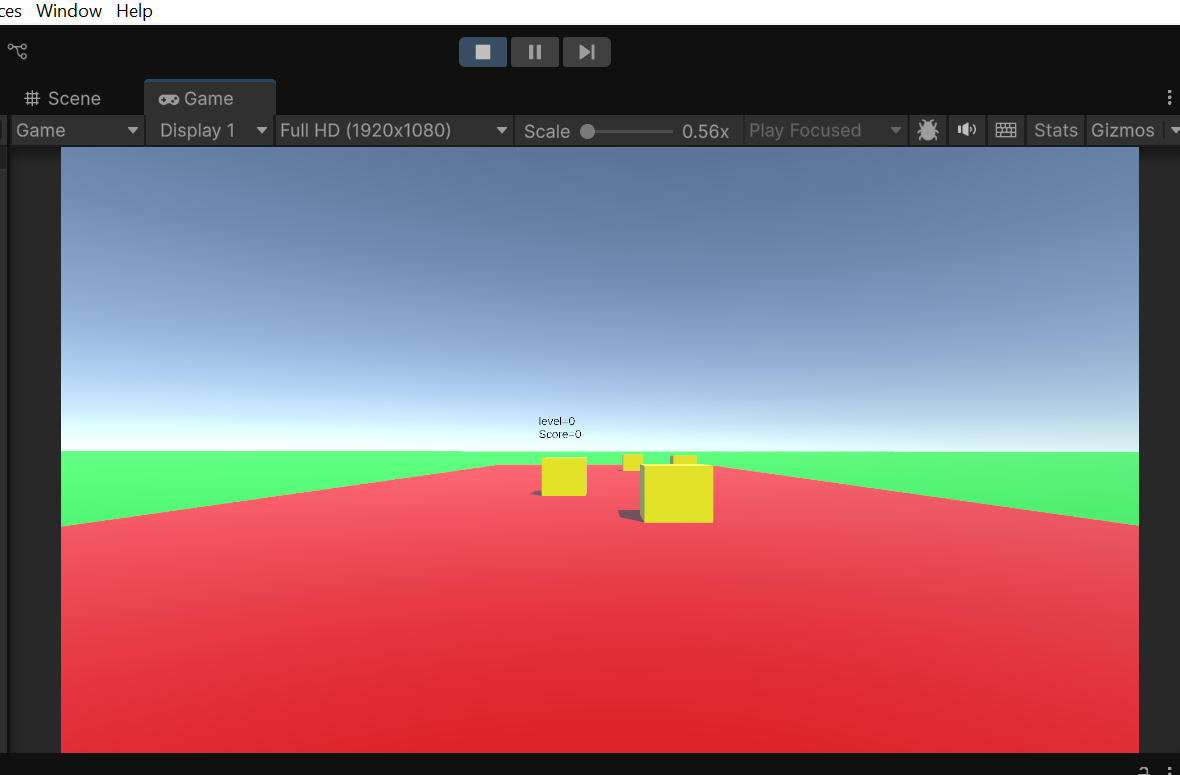 ces Window Help
Scene Game
Game Display 1 Full HD (1920x1080) Scale 0.56x Play Focused Stats Gizmos
level=0
Score=0